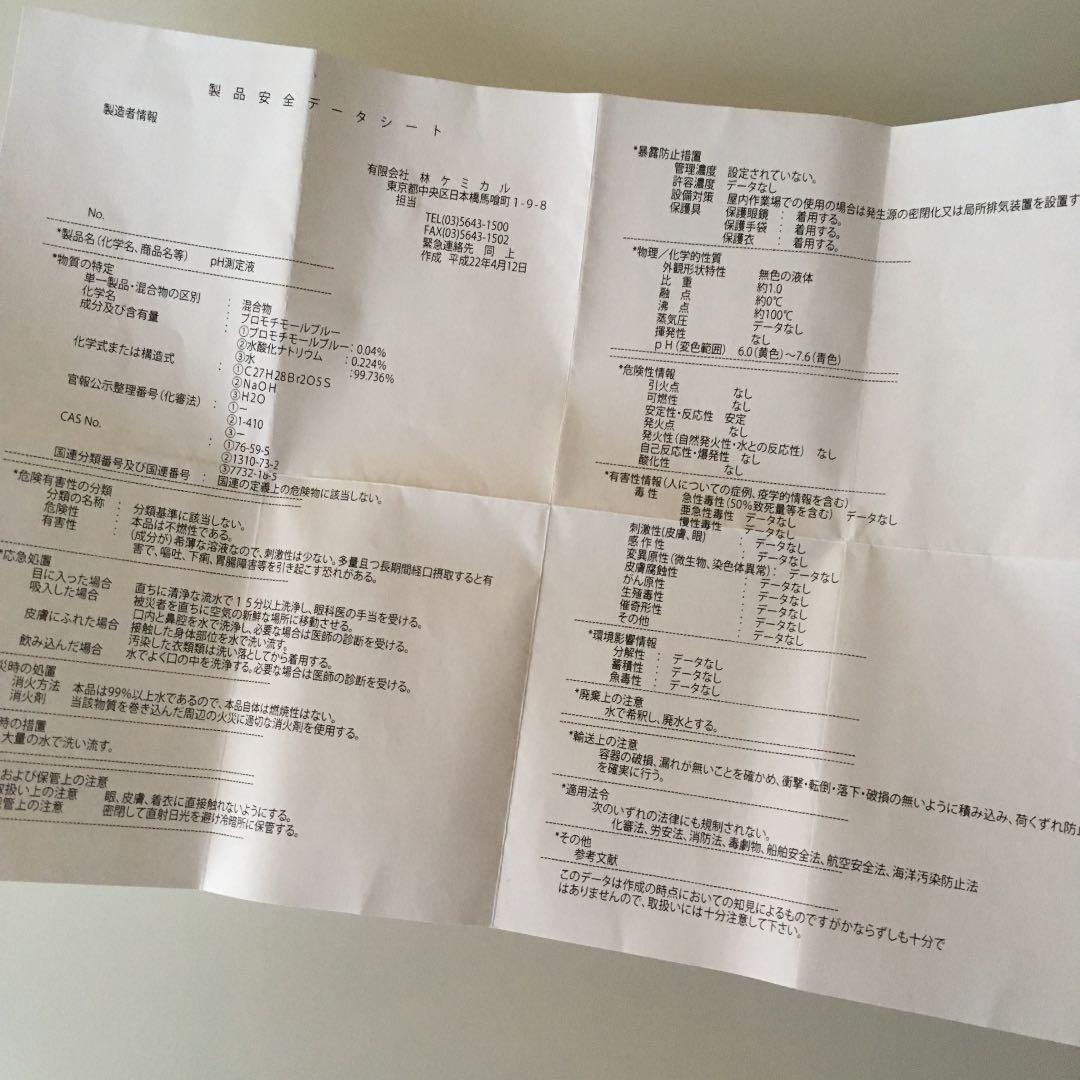 製品安全データシート
製造者情報
有限会社 林 ケミカル
東京都中央区日本橋馬喰町1-9-8
担当
TEL(03)5643-1500
FAX(03)5643-1502
緊急連絡先 同 上
作成 平成22年4月12日
No.
*製品名(化学名、商品名等) pH測定液
*物質の特定
単一製品・混合物の区別 : 混合物
化学名 : ブロモチモールブルー
成分及び含有量 : ①ブロモチモールブルー:0.04%
②水酸化ナトリウム :0.224%
③水 :99.736%
化学式または構造式 : ①C27H28Br2O5S
②NaOH
③H2O
官報公示整理番号(化審法) : ①ー
②1-410
③ー
CAS No. : ①76-59-5
②1310-73-2
③7732-18-5
国連分類番号及び国連番号 : 国連の定義上の危険物に該当しない。
*危険有害性の分類
分類の名称 : 分類基準に該当しない。
危険性 : 本品は不燃性である。
有害性 : (成分が)希薄な溶液なので、刺激性は少ない。多量且つ長期間経口摂取すると有
害で、嘔吐、下痢、胃腸障害等を引き起こす恐れがある。
*応急処置
目に入った場合 直ちに清浄な流水で15分以上洗浄し、眼科医の手当を受ける。
吸入した場合 被災者を直ちに空気の新鮮な場所に移動させる。
口内と鼻腔を水で洗浄し、必要な場合は医師の診断を受ける。
皮膚にふれた場合 接触した身体部位を水で洗い流す。
汚染した衣類類は洗い落としてから着用する。
飲み込んだ場合 水でよく口の中を洗浄する。必要な場合は医師の診断を受ける。
災時の処置
消火方法 本品は99%以上水であるので、本品自体は燃焼性はない。
消火剤 当該物質を巻き込んだ周辺の火災に適切な消火剤を使用する。
時の措置
大量の水で洗い流す。
および保管上の注意
取扱い上の注意 眼、皮膚、着衣に直接触れないようにする。
管上の注意 密閉して直射日光を避け冷暗所に保管する。
*暴露防止措置
管理濃度 設定されていない。
許容濃度 データなし
設備対策 屋内作業場での使用の場合は発生源の密閉化又は局所排気装置を設置す
保護具 保護眼鏡 : 着用する。
保護手袋 : 着用する。
保護衣 : 着用する。
*物理/化学的性質
外観形状特性 無色の液体
比 重 約1.0
融 点 約0℃
沸 点 約100℃
蒸気圧 データなし
揮発性 なし
pH(変色範囲) 6.0(黄色)~7.6(青色)
*危険性情報
引火点 なし
可燃性 なし
安定性・反応性 安定
発火点 なし
発火性(自然発火性・水との反応性) なし
自己反応性・爆発性 なし
酸化性 なし
*有害性情報(人についての症例、疫学的情報を含む)
毒 性 急性毒性(50%致死量等を含む) データなし
亜急性毒性 データなし
慢性毒性 データなし
刺激性(皮膚、眼) : データなし
感作性 : データなし
変異原性(微生物、染色体異常): データなし
皮膚腐蝕性 : データなし
がん原性 : データなし
生殖毒性 : データなし
催奇形性 : データなし
その他 : データなし
*環境影響情報
分解性 : データなし
蓄積性 : データなし
魚毒性 : データなし
*廃棄上の注意
水で希釈し、廃水とする。
*輸送上の注意
容器の破損、漏れが無いことを確かめ、衝撃・転倒・落下・破損の無いように積み込み、荷くずれ防止
を確実に行う。
*適用法令
次のいずれの法律にも規制されない。
化審法、労安法、消防法、毒劇物、船舶安全法、航空安全法、海洋汚染防止法
*その他
参考文献
このデータは作成の時点においての知見によるものですがかならずしも十分で
はありませんので、取扱いには十分注意して下さい。